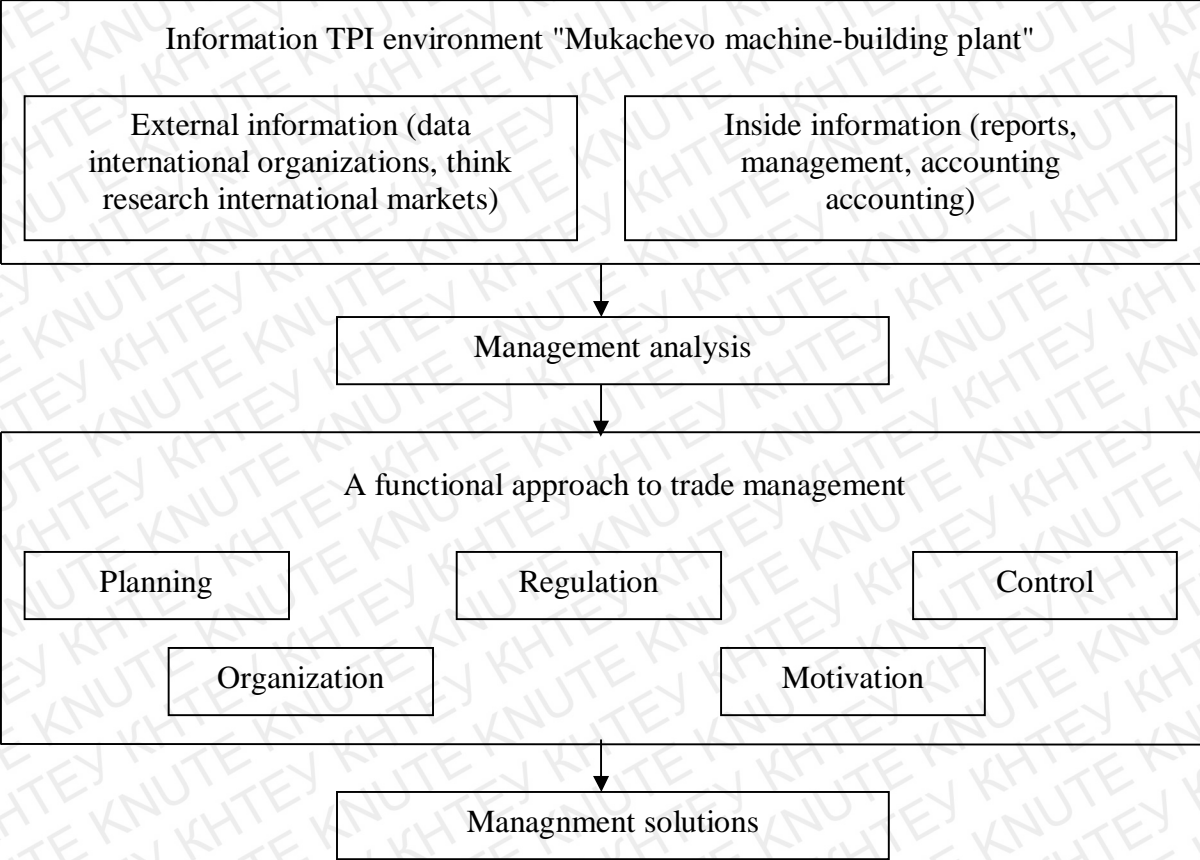 Information TPI environment "Mukachevo machine-building plant"
External information (data
international organizations, think
research international markets)
Inside information (reports,
management, accounting
accounting)
Management analysis
A functional approach to trade management
Planning
Regulation
Control
Organization
Motivation
Managnment solutions